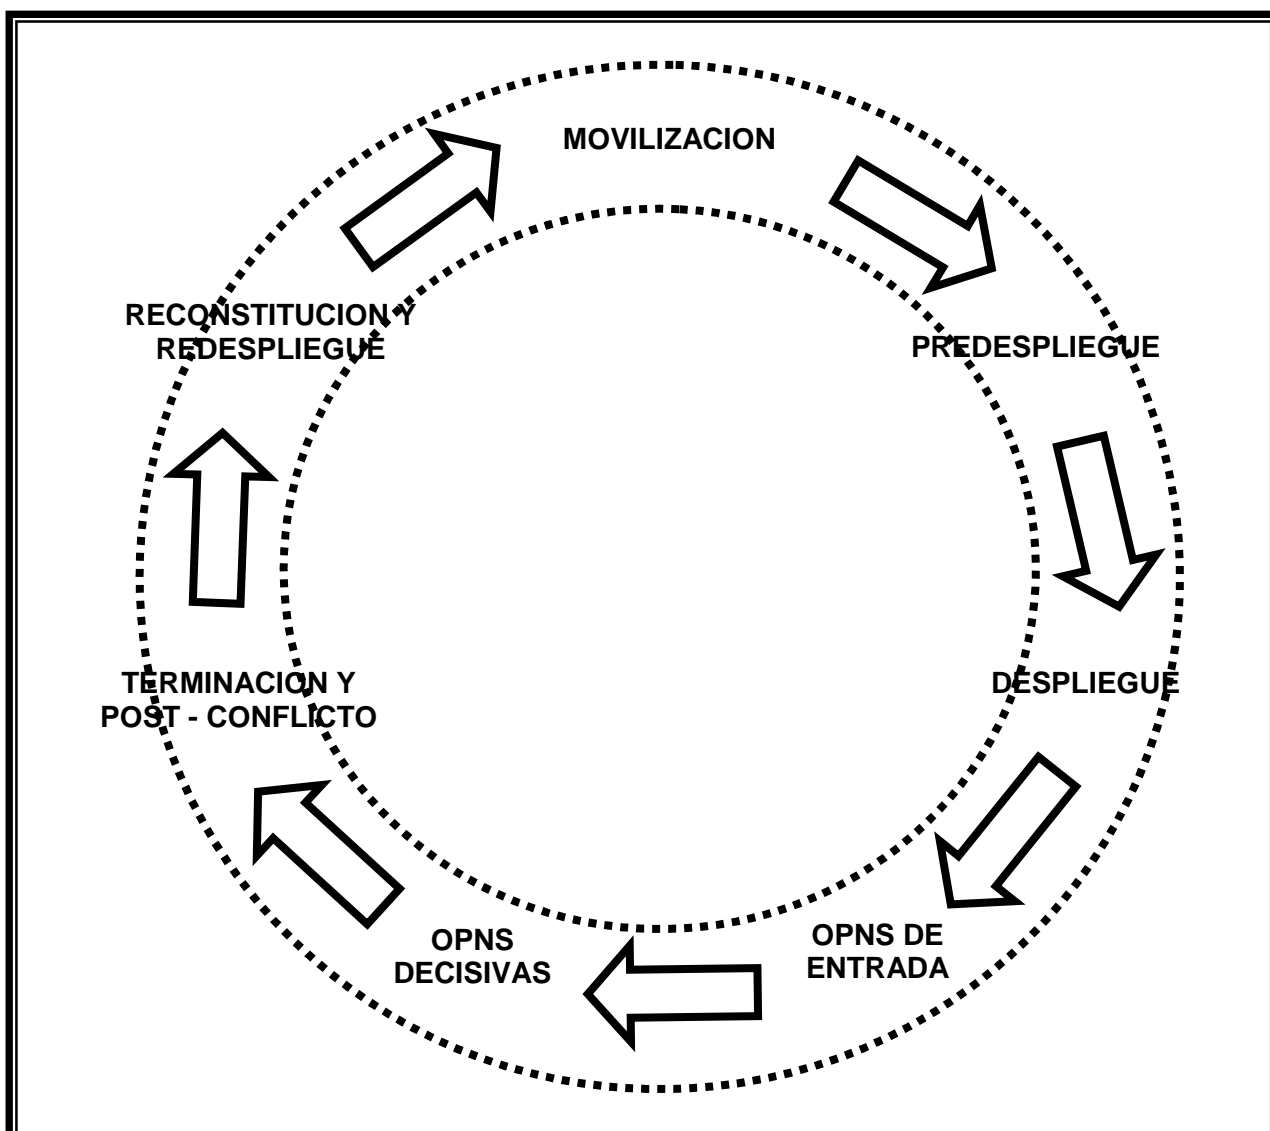 MOVILIZACION
PREDESPLIEGUE
DESPLIEGUE
OPNS DE
ENTRADA
OPNS
DECISIVAS
TERMINACION Y
POST - CONFLICTO
RECONSTITUCION Y
REDESPLIEGUE